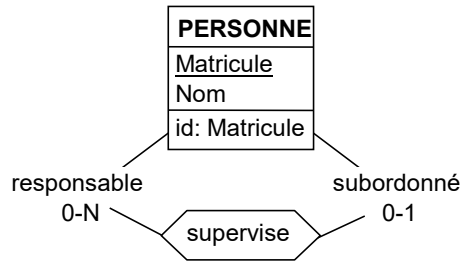 PERSONNE
Matricule
Nom
id: Matricule
responsable
0-N
subordonné
0-1
supervise